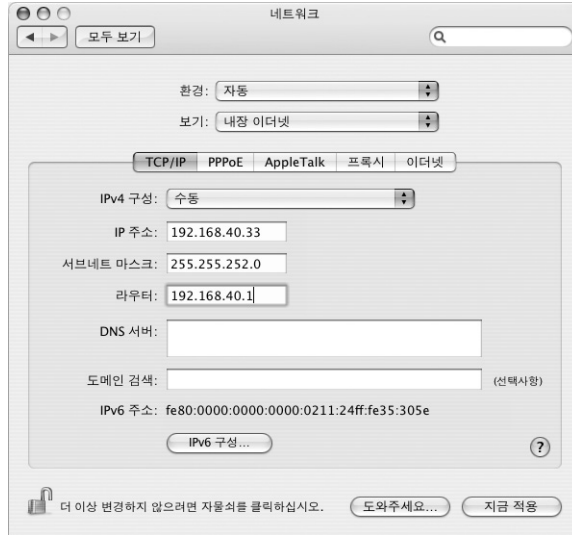 네트워크
모두 보기
환경: 자동
보기: 내장 이더넷
TCP/IP PPPoE AppleTalk 프록시 이더넷
IPv4 구성: 수동
IP 주소: 192.168.40.33
서브네트 마스크: 255.255.252.0
라우터: 192.168.40.1
DNS 서버:
도메인 검색: (선택사항)
IPv6 주소: fe80:0000:0000:0000:0211:24ff:fe35:305e
IPv6 구성... ?
더 이상 변경하지 않으려면 자물쇠를 클릭하십시오. 도와주세요... 지금 적용